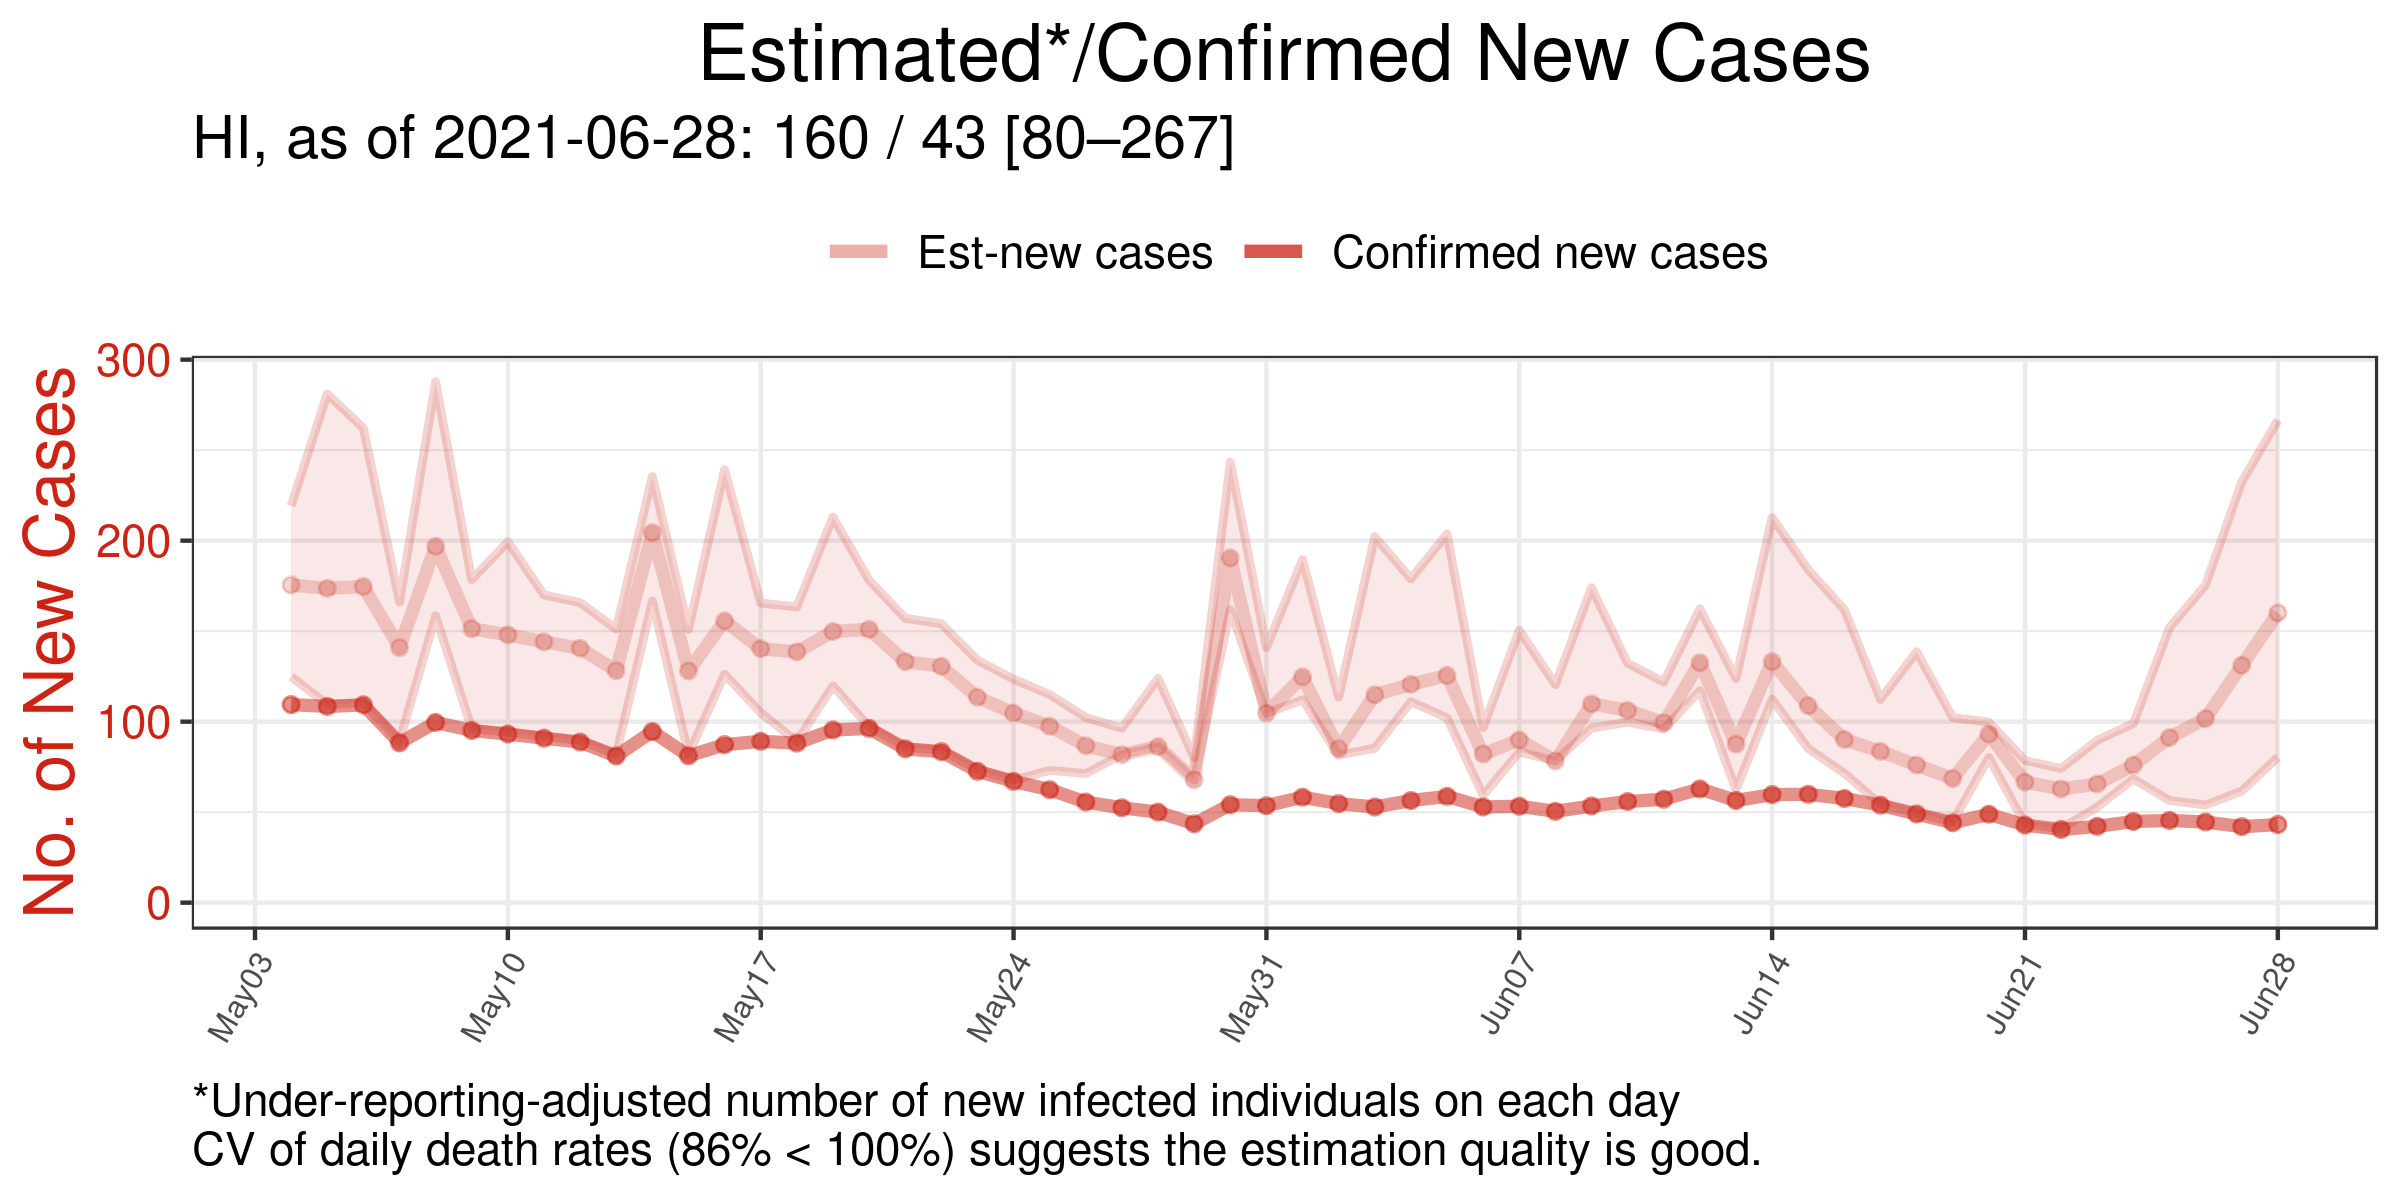 Estimated*/Confirmed New Cases
HI, as of 2021-06-28: 160 / 43 [80–267]
Est-new cases
Confirmed new cases
No. of New Cases
300
200
100
0
May03
May10
May17
May24
May31
Jun07
Jun14
Jun21
Jun28
*Under-reporting-adjusted number of new infected individuals on each day
CV of daily death rates (86% < 100%) suggests the estimation quality is good.